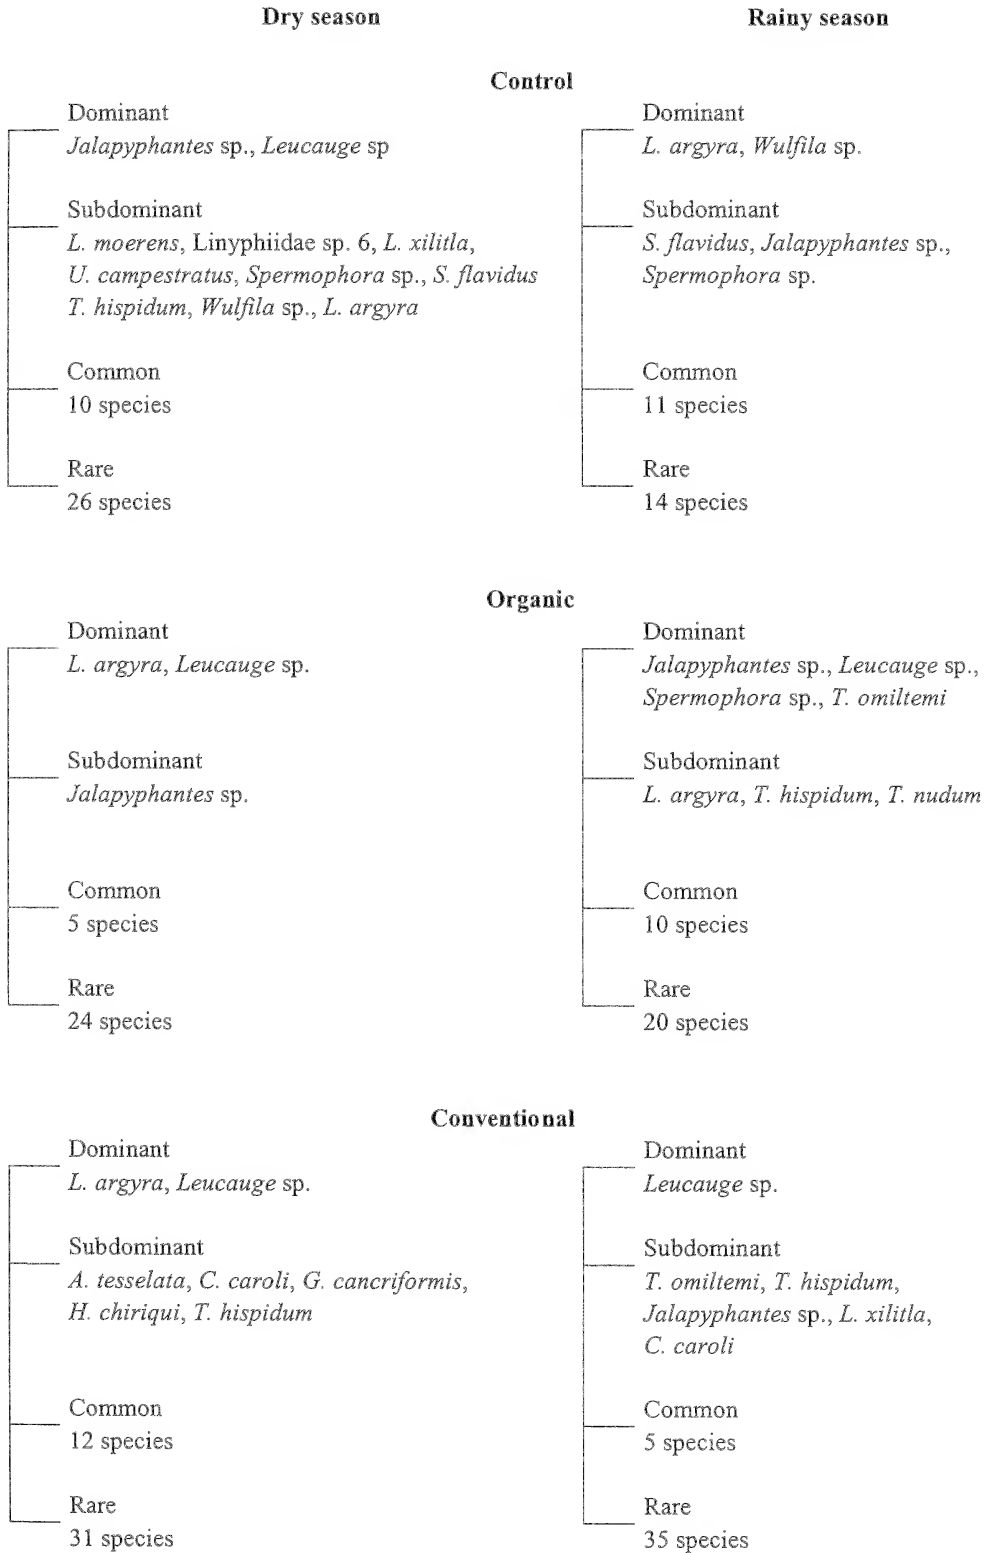 Dry season
Rainy season
Control
Dominant
Jalapyphantes sp., Leucauge sp
Subdominant
L. moerens, Linyphiidae sp. 6, L. xilitla,
U. campestratus, Spermophora sp., S. flavidus
T. hispidum, Wulfila sp., L. argyra
Common
10 species
Rare
26 species
Dominant
L. argyra, Wulfila sp.
Subdominant
S. flavidus, Jalapyphantes sp.,
Spermophora sp.
Common
11 species
Rare
14 species
Organic
Dominant
L. argyra, Leucauge sp.
Subdominant
Jalapyphantes sp.
Common
5 species
Rare
24 species
Dominant
Jalapyphantes sp., Leucauge sp.,
Spermophora sp., T. omiltemi
Subdominant
L. argyra, T. hispidum, T. nudum
Common
10 species
Rare
20 species
Conventional
Dominant
L. argyra, Leucauge sp.
Subdominant
A. tesselata, C. caroli, G. cancriformis,
H. chiriqui, T. hispidum
Common
12 species
Rare
31 species
Dominant
Leucauge sp.
Subdominant
T. omiltemi, T. hispidum,
Jalapyphantes sp., L. xilitla,
C. caroli
Common
5 species
Rare
35 species